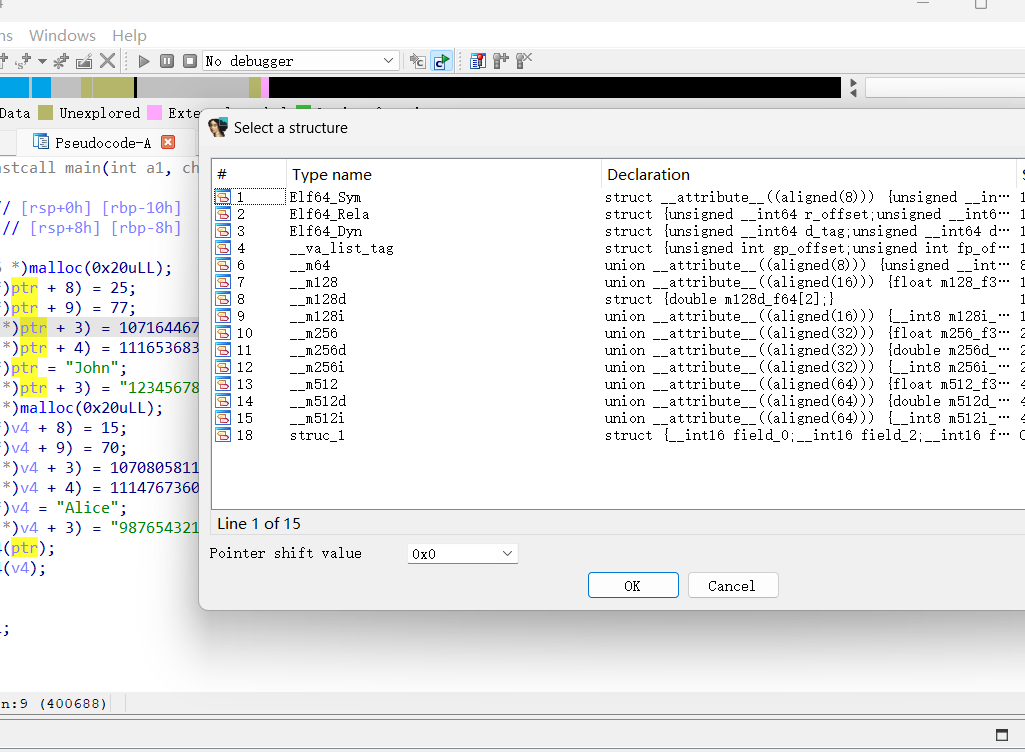 ns Windows Help
No debugger
Data Unexplored
Pseudocode-A
stcall main(int a1, ch
// [rsp+0h] [rbp-10h]
// [rsp+8h] [rbp-8h]
*)malloc(0x20uLL);
*)ptr + 8) = 25;
*)ptr + 9) = 77;
*)ptr + 3) = 107164467
*)ptr + 4) = 111653683
*)ptr = "John";
*)ptr + 3) = "12345678
*)malloc(0x20uLL);
*)v4 + 8) = 15;
*)v4 + 9) = 70;
*)v4 + 3) = 1070805811
*)v4 + 4) = 1114767360
*)v4 = "Alice";
*)v4 + 3) = "987654321
(ptr);
(v4);
;
n:9 (400688)
Select a structure
# Type name Declaration
1 Elf64_Sym struct __attribute__((aligned(8))) {unsigned __in…
2 Elf64_Rela struct {unsigned __int64 r_offset;unsigned __int6…
3 Elf64_Dyn struct {unsigned __int64 d_tag;unsigned __int64 d…
4 __va_list_tag struct {unsigned int gp_offset;unsigned int fp_of…
6 __m64 union __attribute__((aligned(8))) {unsigned __int…
7 __m128 union __attribute__((aligned(16))) {float m128_f3…
8 __m128d struct {double m128d_f64[2];}
9 __m128i union __attribute__((aligned(16))) {__int8 m128i_…
10 __m256 union __attribute__((aligned(32))) {float m256_f3…
11 __m256d union __attribute__((aligned(32))) {double m256d_…
12 __m256i union __attribute__((aligned(32))) {__int8 m256i_…
13 __m512 union __attribute__((aligned(64))) {float m512_f3…
14 __m512d union __attribute__((aligned(64))) {double m512d_…
15 __m512i union __attribute__((aligned(64))) {__int8 m512i_…
18 struc_1 struct {__int16 field_0;__int16 field_2;__int16 f…
Line 1 of 15
Pointer shift value 0x0
OK Cancel